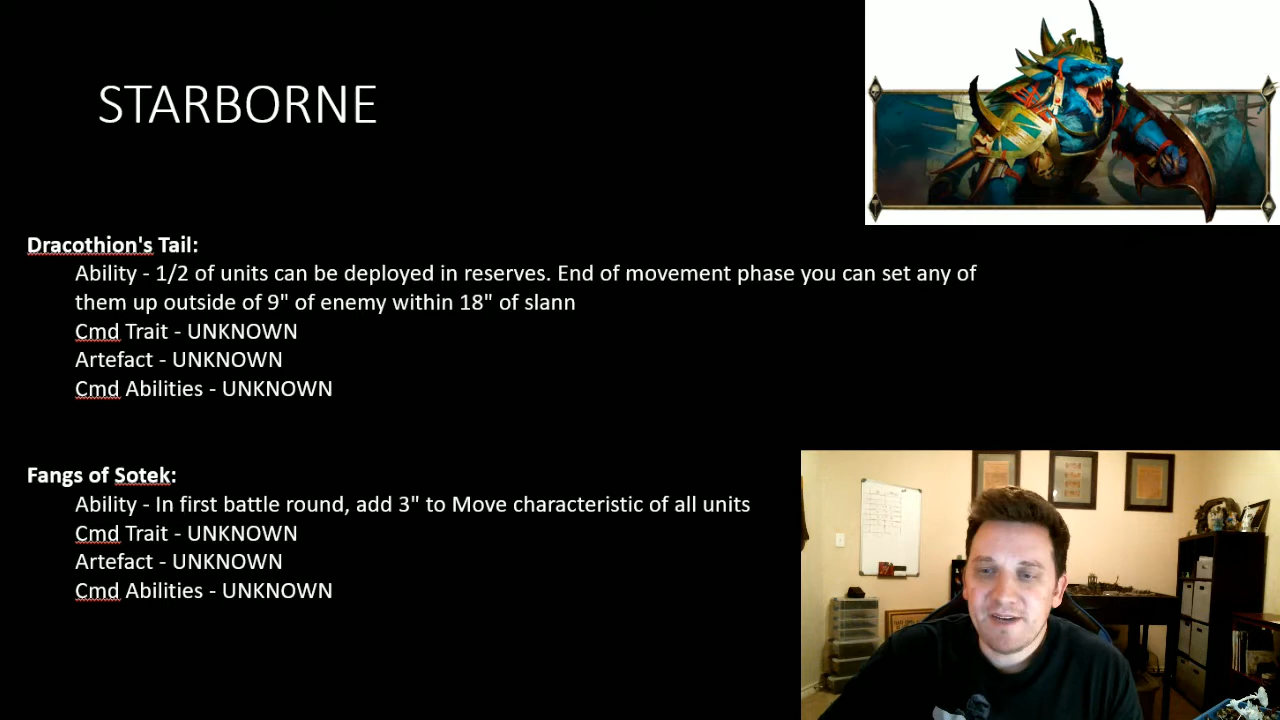 STARBORNE
Dracothion's Tail:
Ability - 1/2 of units can be deployed in reserves. End of movement phase you can set any of
them up outside of 9" of enemy within 18" of slann
Cmd Trait - UNKNOWN
Artefact - UNKNOWN
Cmd Abilities - UNKNOWN
Fangs of Sotek:
Ability - In first battle round, add 3" to Move characteristic of all units
Cmd Trait - UNKNOWN
Artefact - UNKNOWN
Cmd Abilities - UNKNOWN